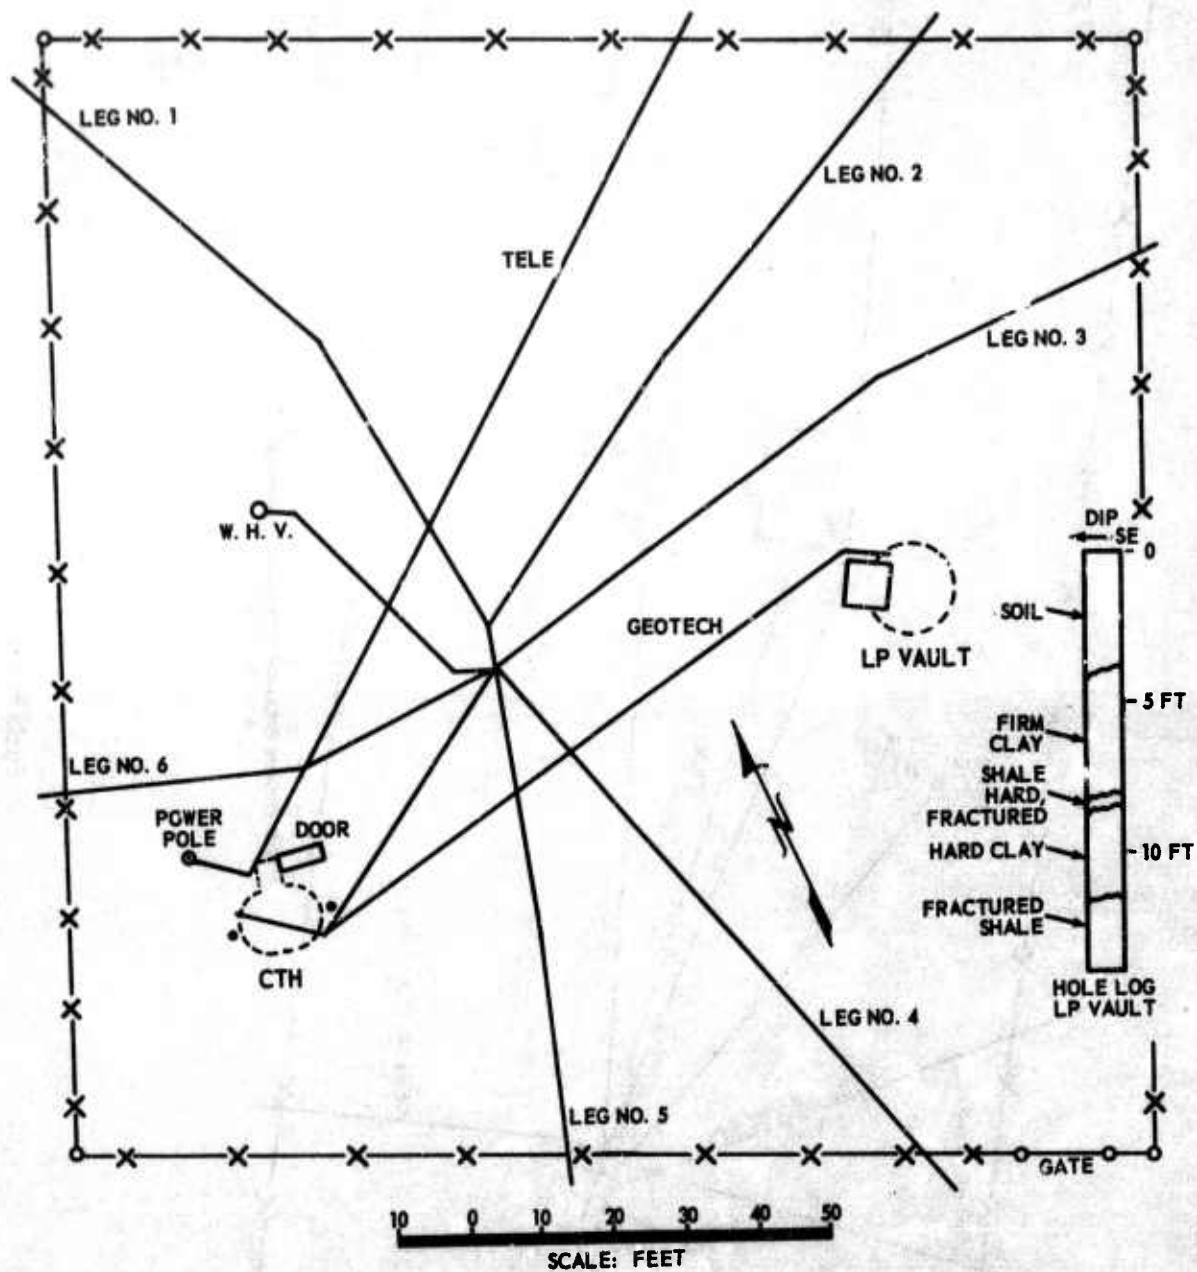 LEG NO. 1
LEG NO. 2
TELE
LEG NO. 3
W. H. V.
DIP
SE
0
SOIL
GEOTECH
LP VAULT
5 FT
FIRM
CLAY
SHALE
HARD,
FRACTURED
LEG NO. 6
POWER
POLE
DOOR
HARD CLAY
10 FT
FRACTURED
SHALE
CTH
HOLE LOG
LP VAULT
LEG NO. 4
LEG NO. 5
GATE
N
10 0 10 20 30 40 50
SCALE: FEET